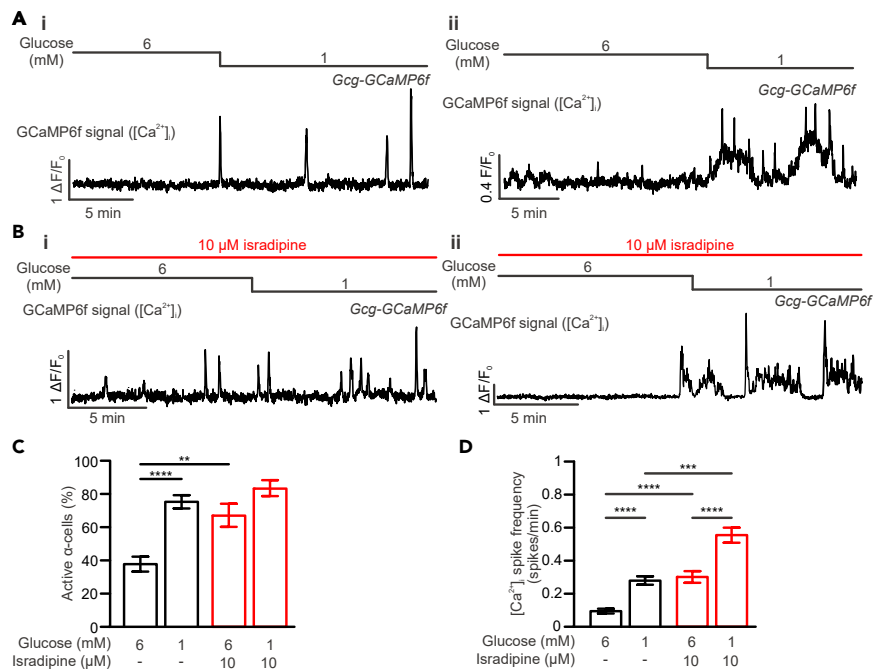 A
i
Glucose (mM)
6
1
Gcg-GCaMP6f
GCaMP6f signal ([Ca²⁺]ᵢ)
1 ΔF/F₀
5 min
ii
6
1
Gcg-GCaMP6f
GCaMP6f signal ([Ca²⁺]ᵢ)
0.4 F/F₀
5 min
B
i
10 µM isradipine
Glucose (mM)
6
1
GCaMP6f signal ([Ca²⁺]ᵢ)
Gcg-GCaMP6f
1 ΔF/F₀
5 min
ii
10 µM isradipine
Glucose (mM)
6
1
Gcg-GCaMP6f
GCaMP6f signal ([Ca²⁺]ᵢ)
1 ΔF/F₀
5 min
C
Active α-cells (%)
100
80
60
40
20
0
**
****
Glucose (mM) 6 1 6 1
Isradipine (µM) - - 10 10
D
[Ca²⁺]ᵢ spike frequency
(spikes/min)
1
0.8
0.6
0.4
0.2
0
***
****
**** ****
Glucose (mM) 6 1 6 1
Isradipine (µM) - - 10 10